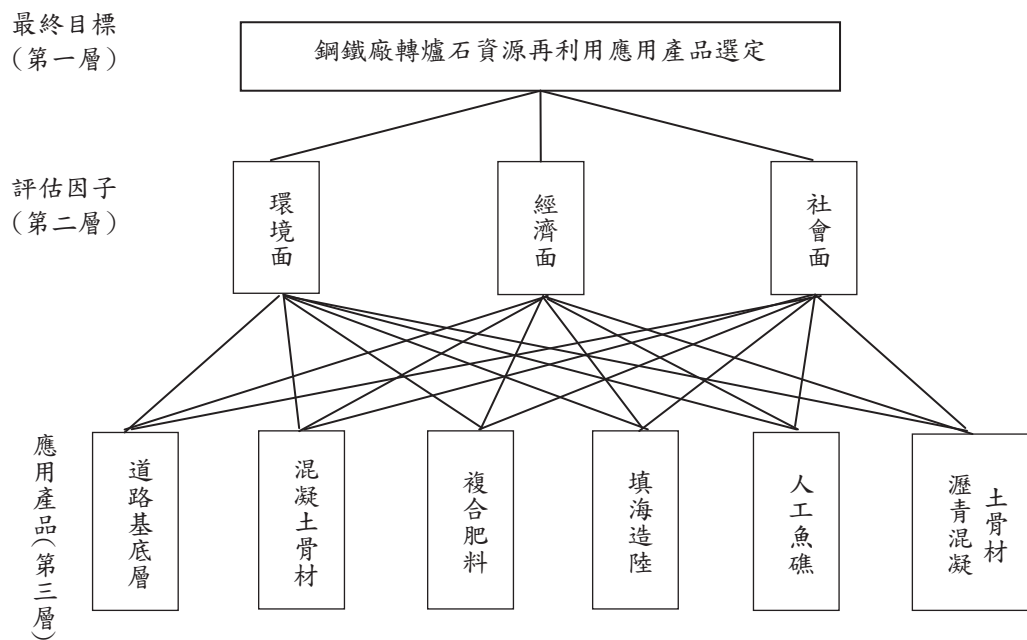 最終目標
(第一層)
鋼鐵廠轉爐石資源再利用應用產品選定
評估因子
(第二層)
環境面
經濟面
社會面
應用產品(第三層)
道路基底層
混凝土骨材
複合肥料
填海造陸
人工魚礁
瀝青混凝
土骨材